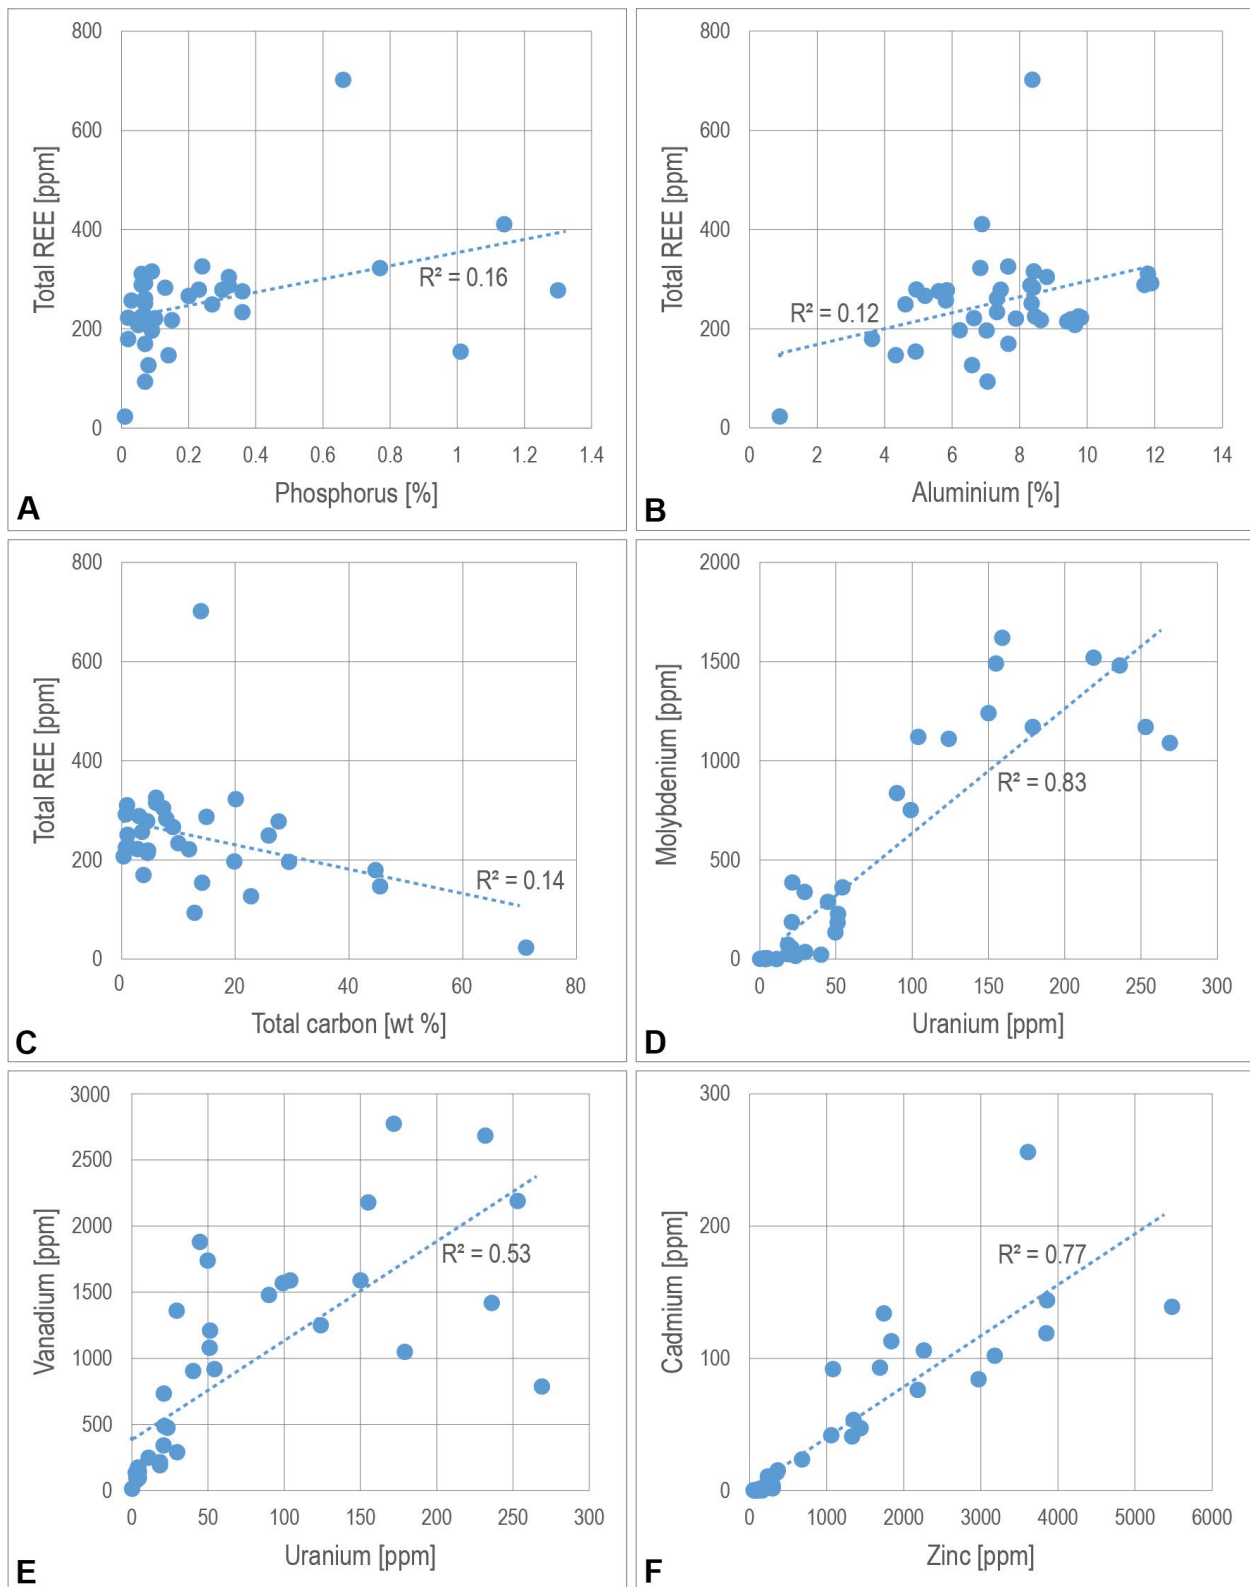 800
600
400
200
0
Total REE [ppm]
R² = 0.16
0 0.2 0.4 0.6 0.8 1 1.2 1.4
Phosphorus [%]
A
800
600
400
200
0
Total REE [ppm]
R² = 0.12
0 2 4 6 8 10 12 14
Aluminium [%]
B
800
600
400
200
0
Total REE [ppm]
R² = 0.14
0 20 40 60 80
Total carbon [wt %]
C
2000
1500
1000
500
0
Molybdenium [ppm]
R² = 0.83
0 50 100 150 200 250 300
Uranium [ppm]
D
3000
2500
2000
1500
1000
500
0
Vanadium [ppm]
R² = 0.53
0 50 100 150 200 250 300
Uranium [ppm]
E
300
200
100
0
Cadmium [ppm]
R² = 0.77
0 1000 2000 3000 4000 5000 6000
Zinc [ppm]
F